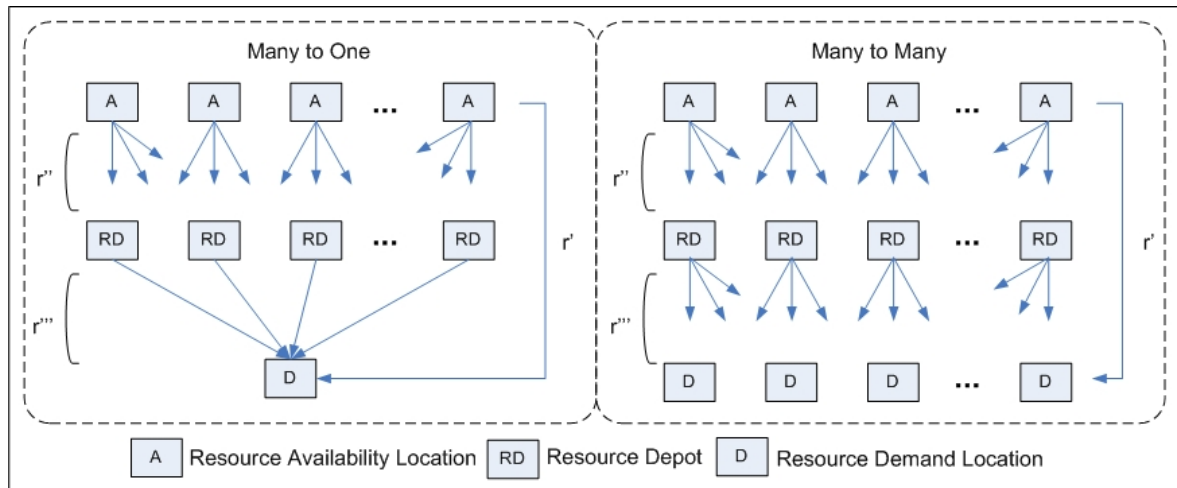 Many to One
A A A ... A
r''
RD RD RD ... RD
r'
r'''
D
Many to Many
A A A ... A
r''
RD RD RD ... RD
r'
r'''
D D D ... D
A Resource Availability Location RD Resource Depot D Resource Demand Location